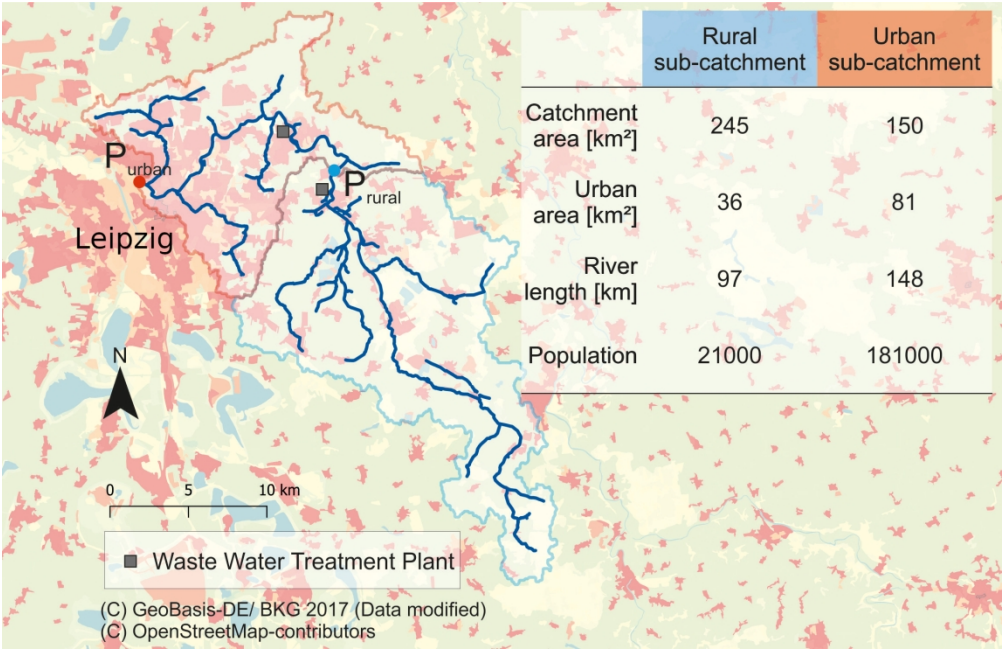 Rural
sub-catchment
Urban
sub-catchment
Catchment
area [km²]
245
150
Urban
area [km²]
36
81
River
length [km]
97
148
Population
21000
181000
P urban
P rural
Leipzig
N
0 5 10 km
Waste Water Treatment Plant
(C) GeoBasis-DE/ BKG 2017 (Data modified)
(C) OpenStreetMap-contributors